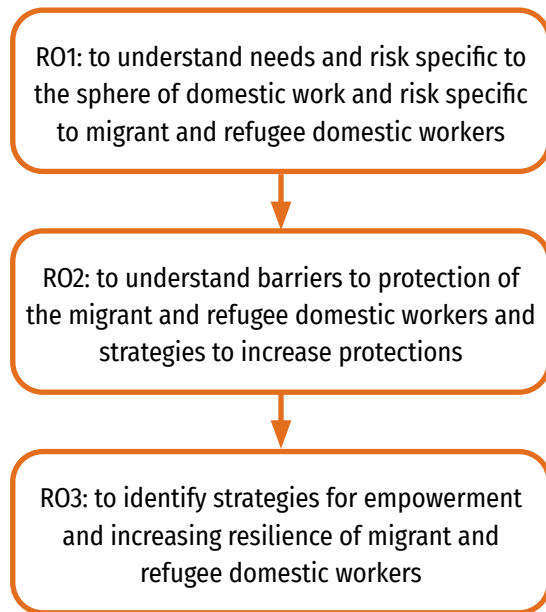 RO1: to understand needs and risk specific to
the sphere of domestic work and risk specific
to migrant and refugee domestic workers
RO2: to understand barriers to protection of
the migrant and refugee domestic workers and
strategies to increase protections
RO3: to identify strategies for empowerment
and increasing resilience of migrant and
refugee domestic workers